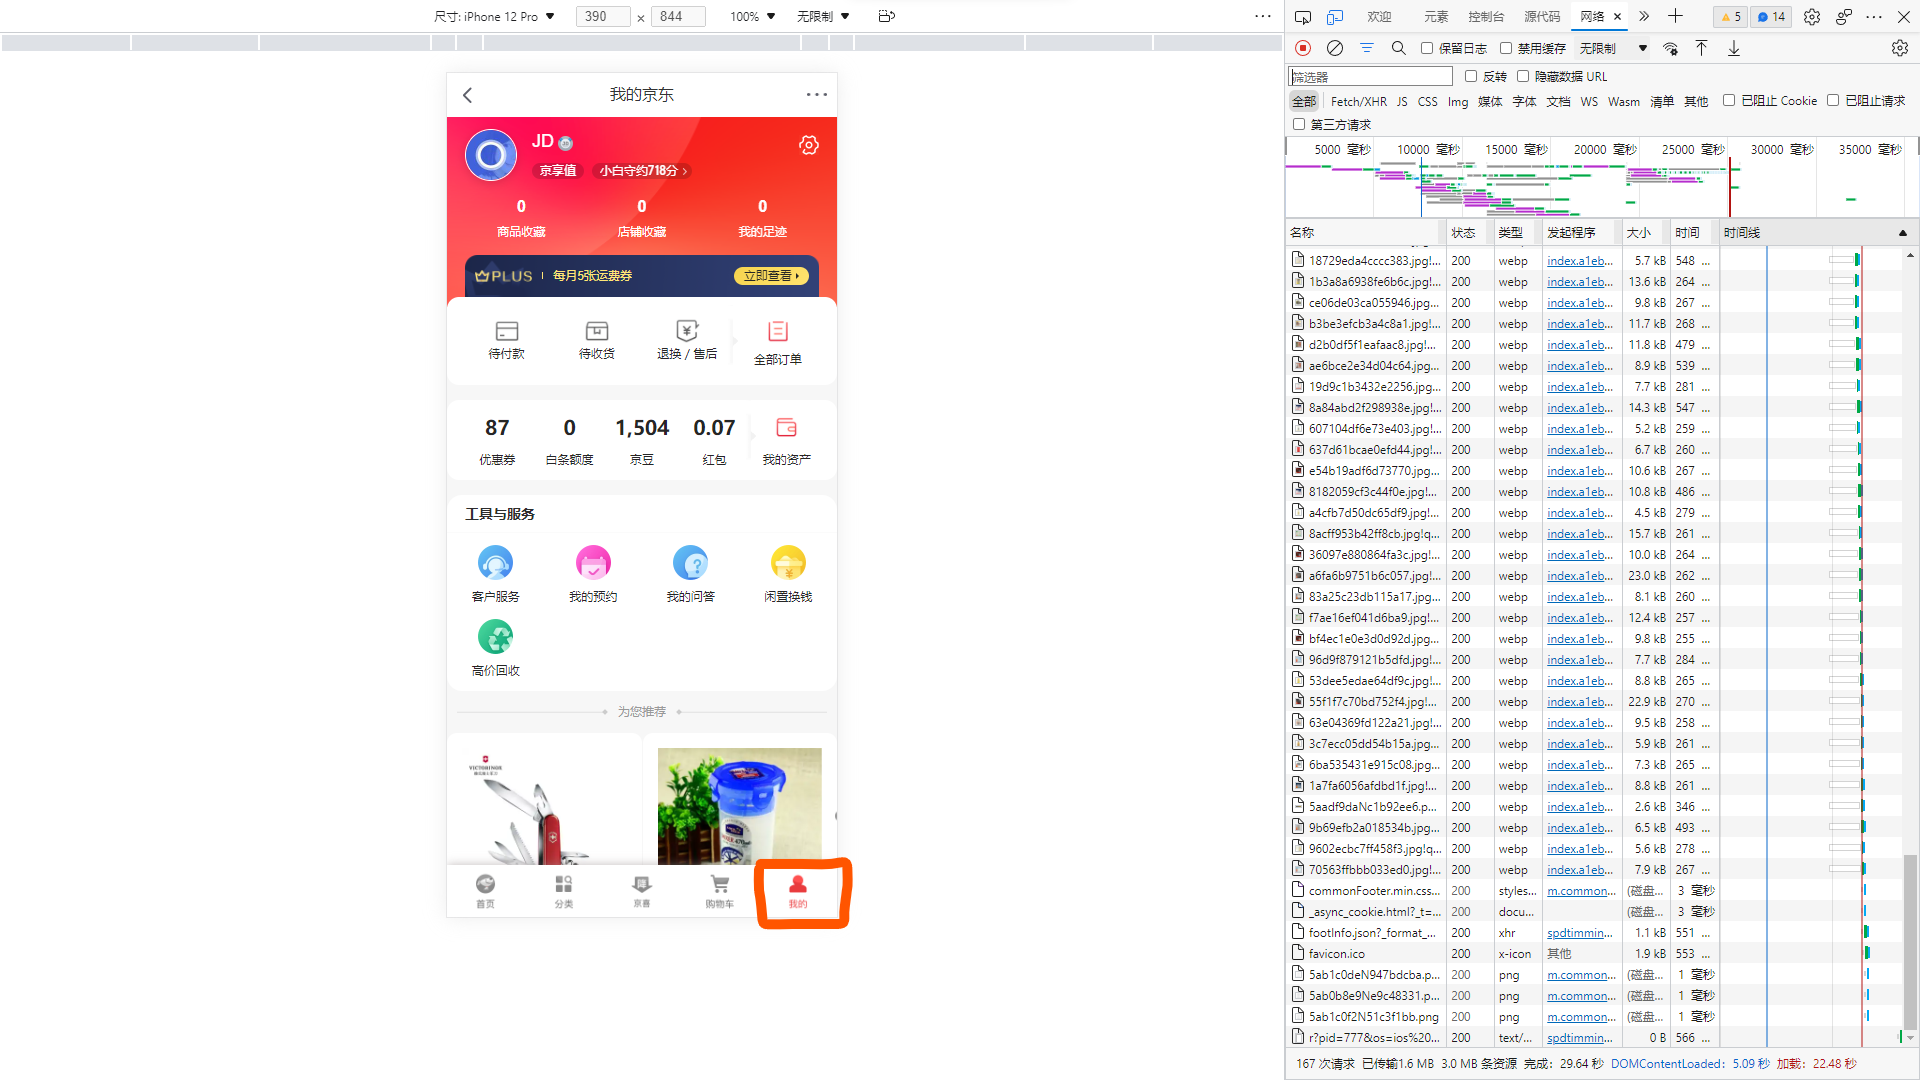 尺寸: iPhone 12 Pro ▼ 390 × 844 100% ▼ 无限制 ▼
欢迎 元素 控制台 源代码 网络 5 14
保留日志 禁用缓存 无限制 ▼
筛选器 反转 隐藏数据 URL
全部 Fetch/XHR JS CSS Img 媒体 字体 文档 WS Wasm 清单 其他 已阻止 Cookie 已阻止请求
第三方请求
5000 毫秒 10000 毫秒 15000 毫秒 20000 毫秒 25000 毫秒 30000 毫秒 35000 毫秒
我的京东
JD
京享值 小白守约718分
0 0 0
商品收藏 店铺收藏 我的足迹
PLUS 每月5张运费券 立即查看
待付款 待收货 退换 / 售后 全部订单
87 0 1,504 0.07
优惠券 白条额度 京豆 红包 我的资产
工具与服务
客户服务 我的预约 我的问答 闲置换钱
高价回收
为您推荐
VICTORINOX
首页 分类 京喜 购物车 我的
名称 状态 类型 发起程序 大小 时间 时间线
18729eda4cccc383.jpg!... 200 webp index.a1eb... 5.7 kB 548 ...
1b3a8a6938fe6b6c.jpg!... 200 webp index.a1eb... 13.6 kB 264 ...
ce06de03ca055946.jpg... 200 webp index.a1eb... 9.8 kB 267 ...
b3be3efcb3a4c8a1.jpg!... 200 webp index.a1eb... 11.7 kB 268 ...
d2b0df5f1eafaac8.jpg!... 200 webp index.a1eb... 11.8 kB 479 ...
ae6bce2e34d04c64.jpg... 200 webp index.a1eb... 8.9 kB 539 ...
19d9c1b3432e2256.jpg... 200 webp index.a1eb... 7.7 kB 281 ...
8a84abd2f298938e.jpg!... 200 webp index.a1eb... 14.3 kB 547 ...
607104df6e73e403.jpg!... 200 webp index.a1eb... 5.2 kB 259 ...
637d61bcae0efd44.jpg!... 200 webp index.a1eb... 6.7 kB 260 ...
e54b19adf6d73770.jpg... 200 webp index.a1eb... 10.6 kB 267 ...
8182059cf3c44f0e.jpg!... 200 webp index.a1eb... 10.8 kB 486 ...
a4cfb7d50dc65df9.jpg!... 200 webp index.a1eb... 4.5 kB 279 ...
8acff953b42ff8cb.jpg!q... 200 webp index.a1eb... 15.7 kB 261 ...
36097e880864fa3c.jpg!... 200 webp index.a1eb... 10.0 kB 264 ...
a6fa6b9751b6c057.jpg!... 200 webp index.a1eb... 23.0 kB 262 ...
83a25c23db115a17.jpg!... 200 webp index.a1eb... 8.1 kB 260 ...
f7ae16ef041d6ba9.jpg!... 200 webp index.a1eb... 12.4 kB 257 ...
bf4ec1e0e3d0d92d.jpg... 200 webp index.a1eb... 9.8 kB 255 ...
96d9f879121b5dfd.jpg!... 200 webp index.a1eb... 7.7 kB 284 ...
53dee5edae64df9c.jpg!... 200 webp index.a1eb... 8.8 kB 265 ...
55f1f7c70bd752f4.jpg!... 200 webp index.a1eb... 22.9 kB 270 ...
63e04369fd122a21.jpg!... 200 webp index.a1eb... 9.5 kB 258 ...
3c7ecc05dd54b15a.jpg... 200 webp index.a1eb... 5.9 kB 261 ...
6ba535431e915c08.jpg!... 200 webp index.a1eb... 7.3 kB 265 ...
1a7fa6056afdbd1f.jpg!... 200 webp index.a1eb... 8.8 kB 261 ...
5aadf9daNc1b92ee6.p... 200 webp index.a1eb... 2.6 kB 346 ...
9b69efb2a018534b.jpg... 200 webp index.a1eb... 6.5 kB 493 ...
9602ecbc7ff458f3.jpg!q... 200 webp index.a1eb... 5.6 kB 278 ...
70563ffbbb033ed0.jpg!... 200 webp index.a1eb... 7.9 kB 267 ...
commonFooter.min.css... 200 styles... m.common... (磁盘... 3 毫秒
_async_cookie.html?_t=... 200 docu... (磁盘... 3 毫秒
footInfo.json?_format_... 200 xhr spdtimmin... 1.1 kB 551 ...
favicon.ico 200 x-icon 其他 1.9 kB 553 ...
5ab1c0deN947bdcba.p... 200 png m.common... (磁盘... 1 毫秒
5ab0b8e9Ne9c48331.p... 200 png m.common... (磁盘... 1 毫秒
5ab1c0f2N51c3f1bb.png 200 png m.common... (磁盘... 1 毫秒
r?pid=777&os=ios%20... 200 text/... spdtimmin... 0 B 566 ...
167 次请求 已传输1.6 MB 3.0 MB 条资源 完成：29.64 秒 DOMContentLoaded：5.09 秒 加载：22.48 秒